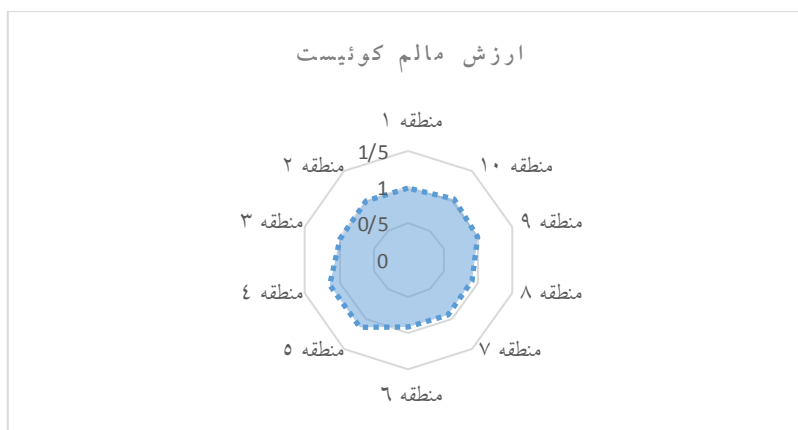 ارزش مالم کوئیست
منطقه ۱
1/5
منطقه ۲
منطقه ۱۰
1
منطقه ۳
0/5
منطقه ۹
0
منطقه ٤
منطقه ۸
منطقه ٥
منطقه ۷
منطقه ٦